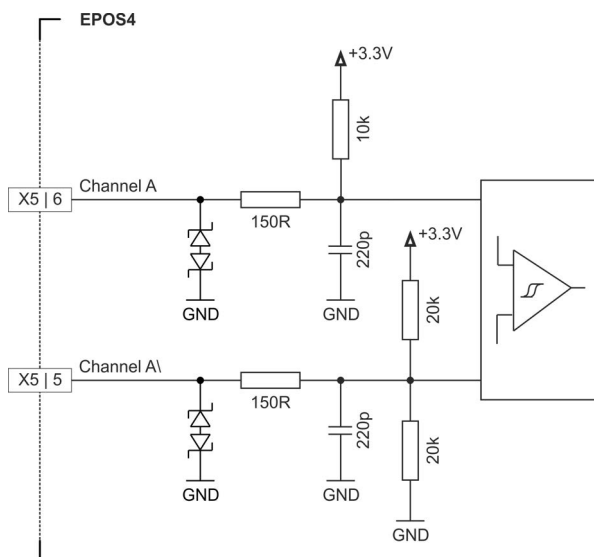 EPOS4
+3.3V
10k
X5 | 6
Channel A
150R
220p
GND
GND
+3.3V
20k
X5 | 5
Channel A\
150R
220p
20k
GND
GND
GND